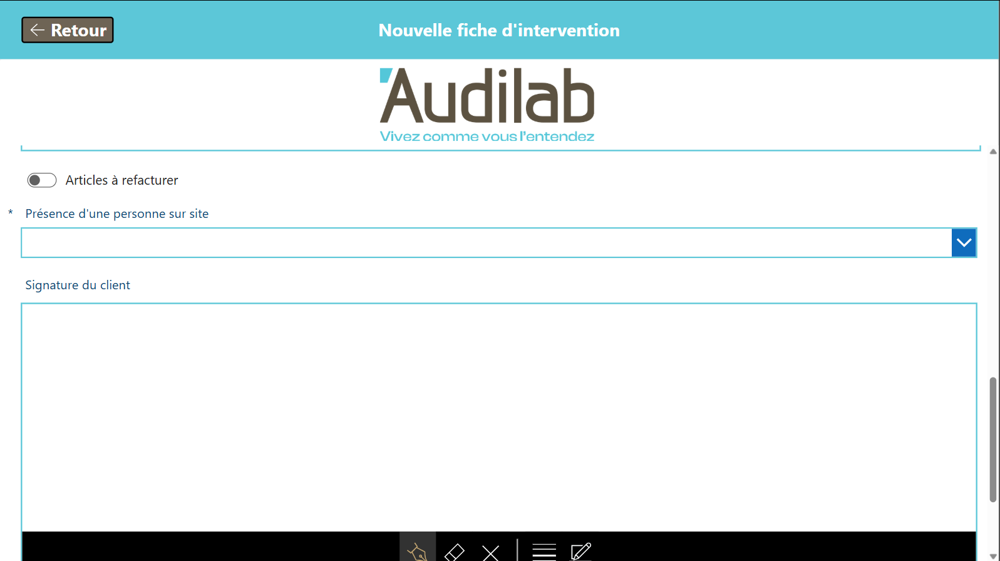 Retour
Nouvelle fiche d'intervention
Audilab
Vivez comme vous l'entendez
Articles à refacturer
* Présence d'une personne sur site
Signature du client